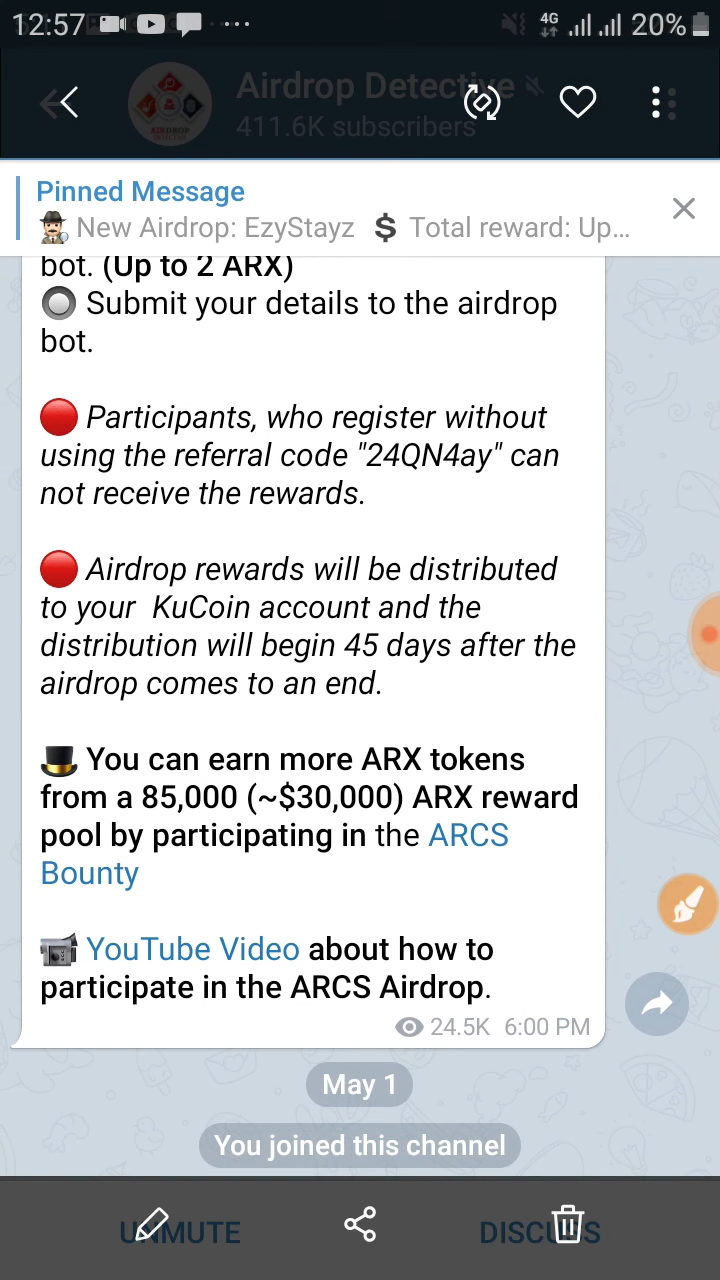 12:57 4G 20%
Airdrop Detective
411.6K subscribers
AIRDROP
DETECTIVE
Pinned Message
New Airdrop: EzyStayz $ Total reward: Up...
bot. (Up to 2 ARX)
Submit your details to the airdrop
bot.
Participants, who register without
using the referral code "24QN4ay" can
not receive the rewards.
Airdrop rewards will be distributed
to your KuCoin account and the
distribution will begin 45 days after the
airdrop comes to an end.
You can earn more ARX tokens
from a 85,000 (~$30,000) ARX reward
pool by participating in the ARCS
Bounty
YouTube Video about how to
participate in the ARCS Airdrop.
24.5K 6:00 PM
May 1
You joined this channel
UNMUTE DISCUSS